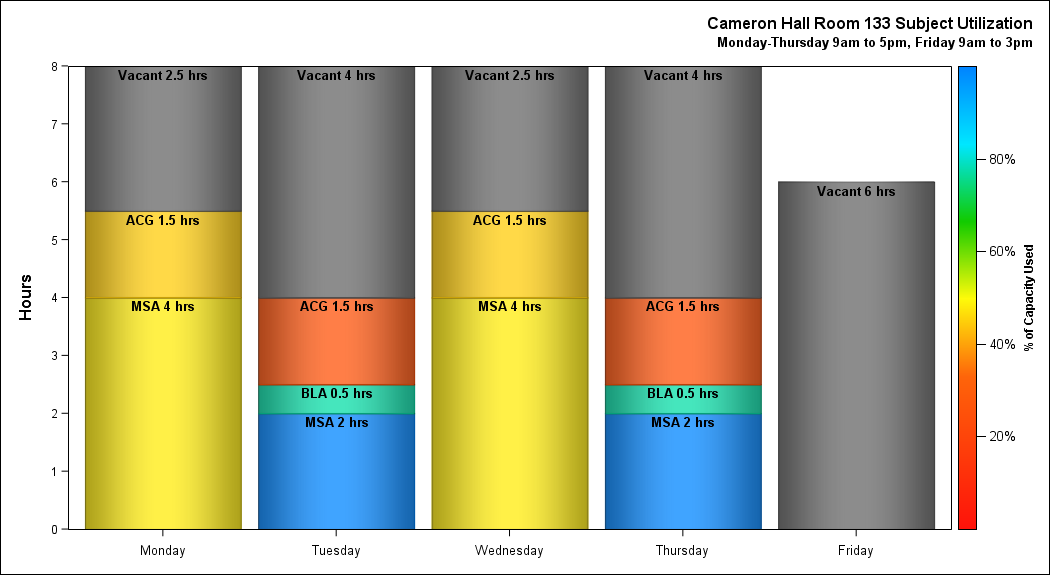 Cameron Hall Room 133 Subject Utilization
Monday-Thursday 9am to 5pm, Friday 9am to 3pm
Hours
8
7
6
5
4
3
2
1
0
Vacant 2.5 hrs
ACG 1.5 hrs
MSA 4 hrs
Vacant 4 hrs
ACG 1.5 hrs
BLA 0.5 hrs
MSA 2 hrs
Vacant 2.5 hrs
ACG 1.5 hrs
MSA 4 hrs
Vacant 4 hrs
ACG 1.5 hrs
BLA 0.5 hrs
MSA 2 hrs
Vacant 6 hrs
Monday Tuesday Wednesday Thursday Friday
80%
60%
40%
20%
% of Capacity Used